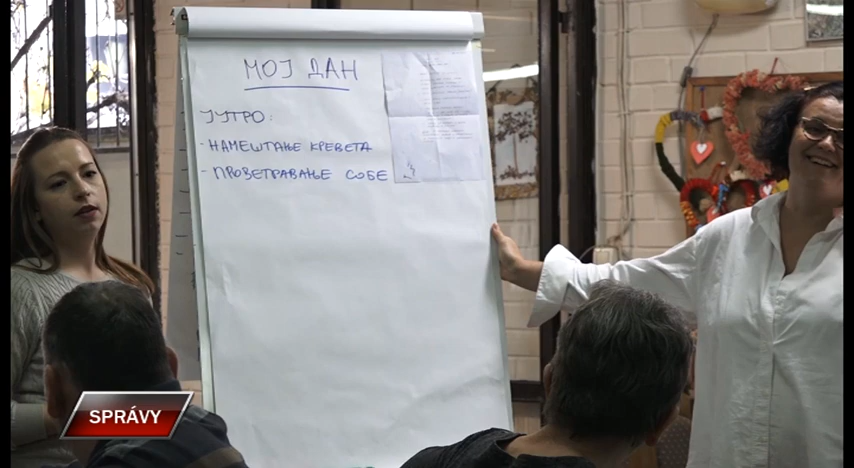 МОЈ ДАН
ЈУТРО:
- НАМЕШТАЊЕ КРЕВЕТА
- ПРОВЕТРАВАЊЕ СОБЕ
SPRÁVY